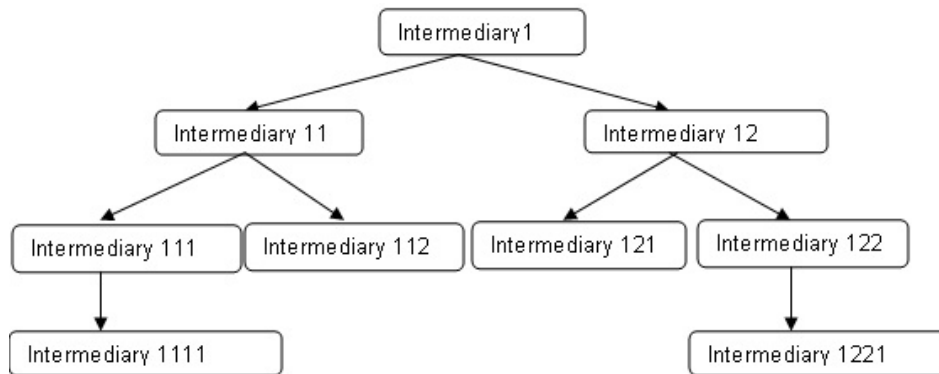 Intermediary1
Intermediary 11
Intermediary 12
Intermediary 111
Intermediary 112
Intermediary 121
Intermediary 122
Intermediary 1111
Intermediary 1221